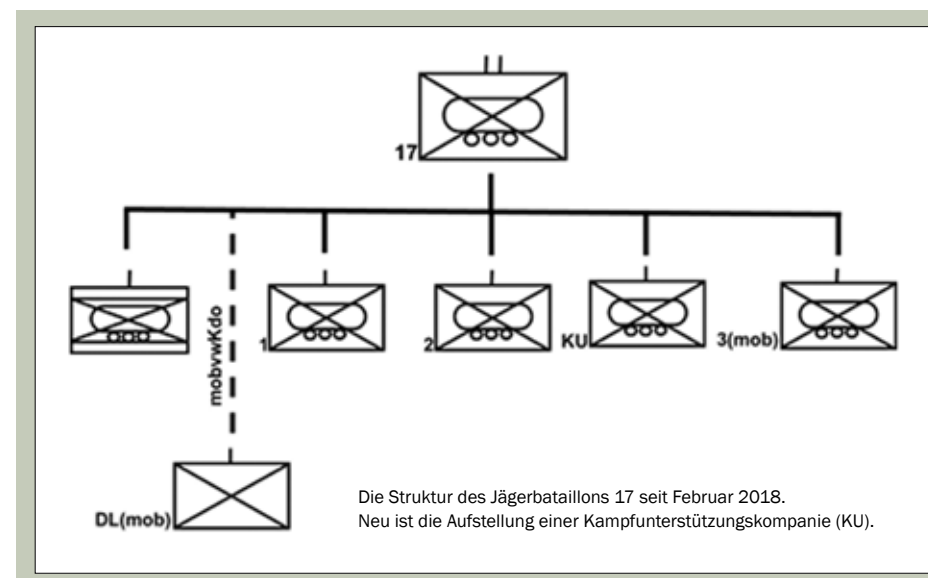 17
1
2
KU
3(mob)
mobvwKdo
DL(mob)
Die Struktur des Jägerbataillons 17 seit Februar 2018.
Neu ist die Aufstellung einer Kampfunterstützungskompanie (KU).